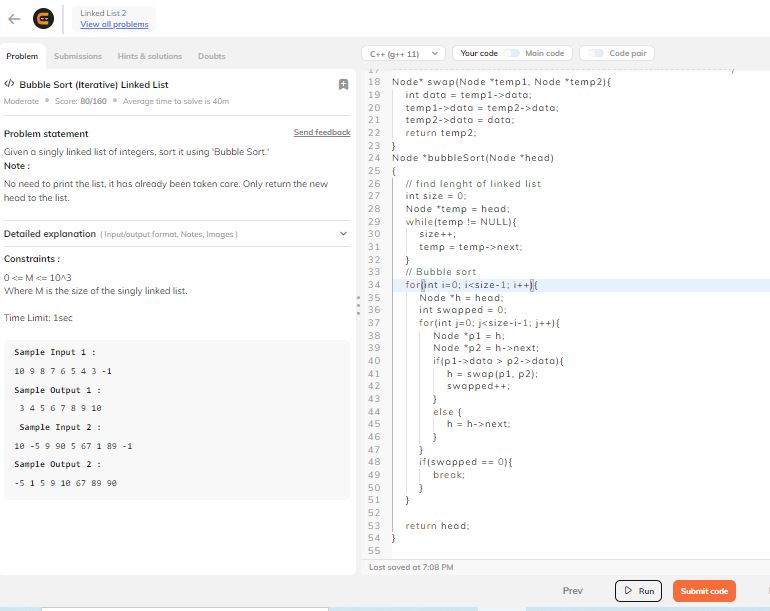 Linked List 2
View all problems
Problem
Submissions
Hints & solutions
Doubts
Bubble Sort (Iterative) Linked List
Moderate • Score: 80/160 • Average time to solve is 40m
Problem statement
Send feedback
Given a singly linked list of integers, sort it using 'Bubble Sort.'
Note :
No need to print the list, it has already been taken care. Only return the new
head to the list.
Detailed explanation ( Input/output format, Notes, Images )
Constraints :
0 <= M <= 10^3
Where M is the size of the singly linked list.
Time Limit: 1sec
Sample Input 1 :
10 9 8 7 6 5 4 3 -1
Sample Output 1 :
3 4 5 6 7 8 9 10
Sample Input 2 :
10 -5 9 90 5 67 1 89 -1
Sample Output 2 :
-5 1 5 9 10 67 89 90
C++ (g++ 11)
Your code
Main code
Code pair
17 */
18 Node* swap(Node *temp1, Node *temp2){
19 int data = temp1->data;
20 temp1->data = temp2->data;
21 temp2->data = data;
22 return temp2;
23 }
24 Node *bubbleSort(Node *head)
25 {
26 // find lenght of linked list
27 int size = 0;
28 Node *temp = head;
29 while(temp != NULL){
30 size++;
31 temp = temp->next;
32 }
33 // Bubble sort
34 for(int i=0; i<size-1; i++){
35 Node *h = head;
36 int swapped = 0;
37 for(int j=0; j<size-i-1; j++){
38 Node *p1 = h;
39 Node *p2 = h->next;
40 if(p1->data > p2->data){
41 h = swap(p1, p2);
42 swapped++;
43 }
44 else {
45 h = h->next;
46 }
47 }
48 if(swapped == 0){
49 break;
50 }
51 }
52
53 return head;
54 }
55
Last saved at 7:08 PM
Prev
Run
Submit code